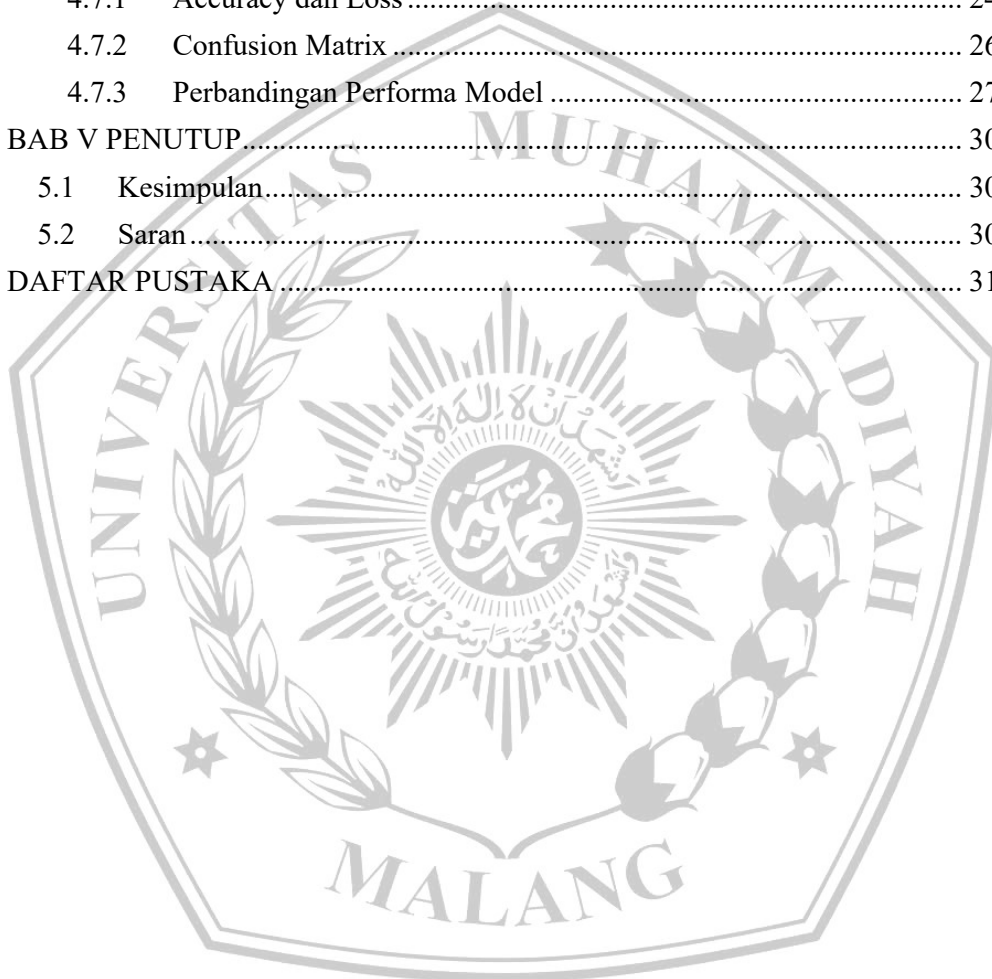 4.7.1 Accuracy dan Loss ........ 24
4.7.2 Confusion Matrix ........ 26
4.7.3 Perbandingan Performa Model ........ 27
BAB V PENUTUP ........ 30
5.1 Kesimpulan ........ 30
5.2 Saran ........ 30
DAFTAR PUSTAKA ........ 31
UNIVERSITAS MUHAMMADIYAH
MALANG